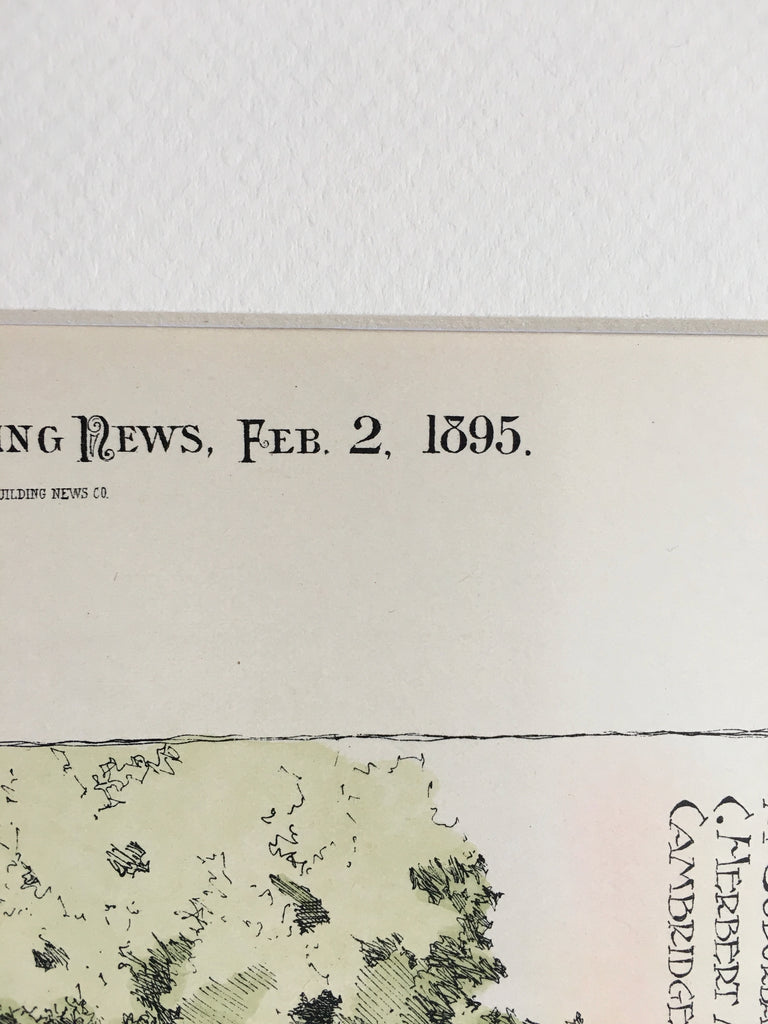 ING NEWS, FEB. 2, 1895.
UILDING NEWS CO.
C. HERBERT
CAMBRIDGE